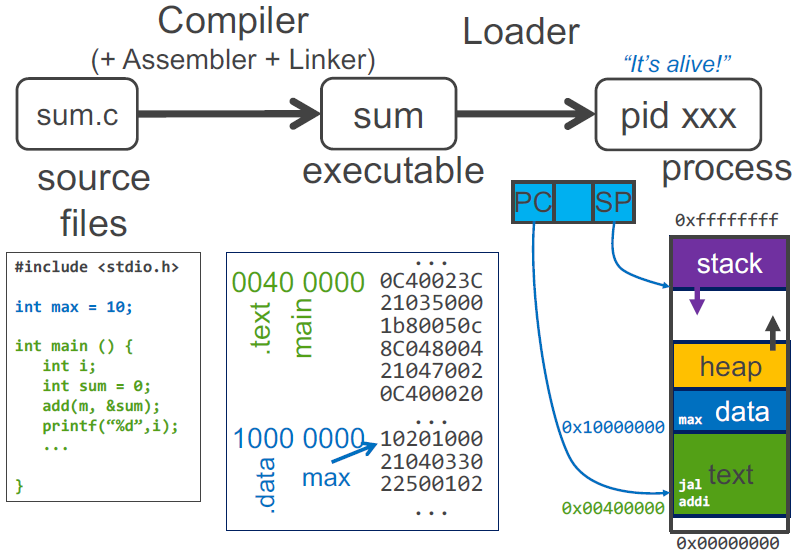 Compiler
(+ Assembler + Linker)
Loader
“It’s alive!”
sum.c
sum
pid xxx
source
files
executable
process
PC SP
0xffffffff
#include <stdio.h>
int max = 10;
int main () {
int i;
int sum = 0;
add(m, &sum);
printf(“%d”,i);
...
}
...
0040 0000
.text
main
0C40023C
21035000
1b80050c
8C048004
21047002
0C400020
...
1000 0000
.data
max
10201000
21040330
22500102
...
stack
heap
max data
0x10000000
text
jal
addi
0x00400000
0x00000000